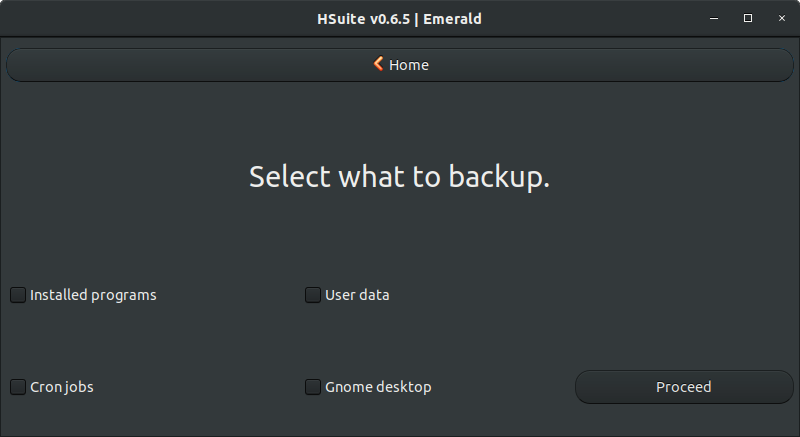 HSuite v0.6.5 | Emerald
Home
Select what to backup.
Installed programs
User data
Cron jobs
Gnome desktop
Proceed